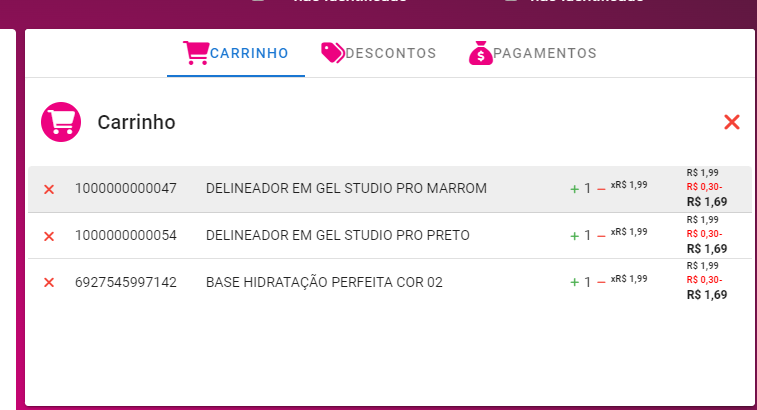 CARRINHO DESCONTOS PAGAMENTOS
Carrinho
1000000000047 DELINEADOR EM GEL STUDIO PRO MARROM + 1 − xR$ 1,99 R$ 1,99
R$ 0,30-
R$ 1,69
1000000000054 DELINEADOR EM GEL STUDIO PRO PRETO + 1 − xR$ 1,99 R$ 1,99
R$ 0,30-
R$ 1,69
6927545997142 BASE HIDRATAÇÃO PERFEITA COR 02 + 1 − xR$ 1,99 R$ 1,99
R$ 0,30-
R$ 1,69